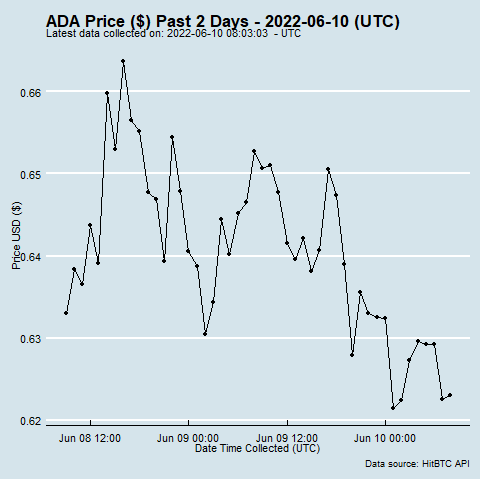 ADA Price ($) Past 2 Days - 2022-06-10 (UTC)
Latest data collected on: 2022-06-10 08:03:03 - UTC
0.66
0.65
0.64
0.63
0.62
Price USD ($)
Jun 08 12:00 Jun 09 00:00 Jun 09 12:00 Jun 10 00:00
Date Time Collected (UTC)
Data source: HitBTC API